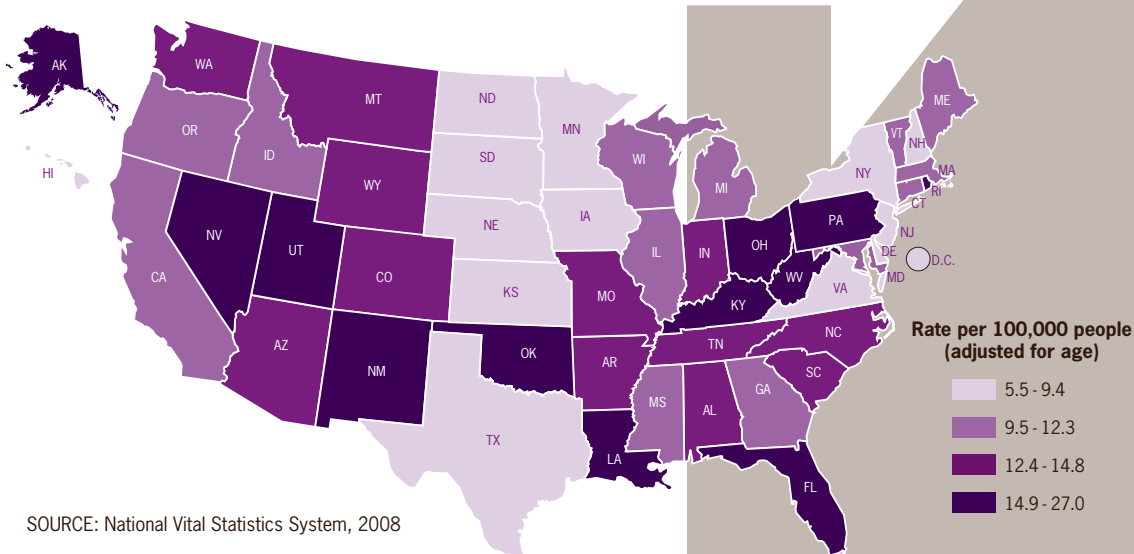 AK
WA
MT
ND
MN
ME
OR
ID
WI
VT
NH
SD
WY
MI
NY
MA
HI
RI
CT
NE
IA
PA
NV
UT
CO
IL
IN
OH
NJ
CA
KS
WV
DE
D.C.
MD
MO
KY
VA
AZ
NM
OK
AR
TN
NC
SC
MS
AL
GA
TX
LA
FL
Rate per 100,000 people
(adjusted for age)
5.5 - 9.4
9.5 - 12.3
12.4 - 14.8
14.9 - 27.0
SOURCE: National Vital Statistics System, 2008